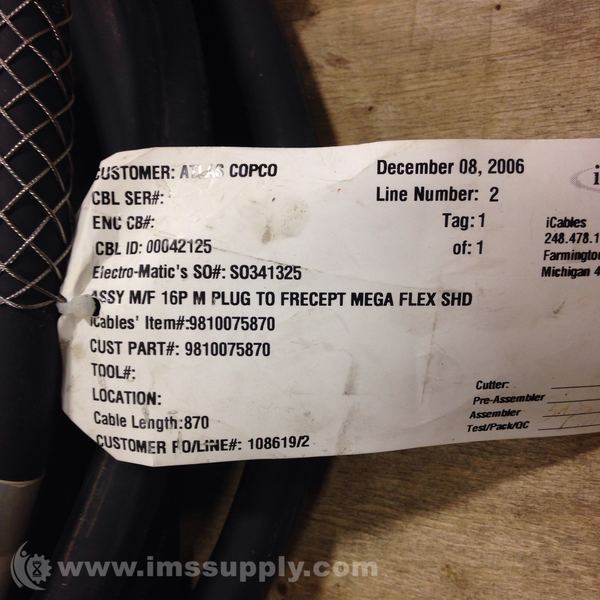 CUSTOMER: ATLAS COPCO
CBL SER#:
ENC CB#:
CBL ID: 00042125
Electro-Matic's SO#: SO341325
ASSY M/F 16P M PLUG TO FRECEPT MEGA FLEX SHD
iCables' Item#:9810075870
CUST PART#: 9810075870
TOOL#:
LOCATION:
Cable Length:870
CUSTOMER PO/LINE#: 108619/2
December 08, 2006
Line Number: 2
Tag:1
of:1
iCables
248.478.1
Farmington
Michigan 4
Cutter:
Pre-Assembler
Assembler
Test/Pack/QC
www.imssupply.com